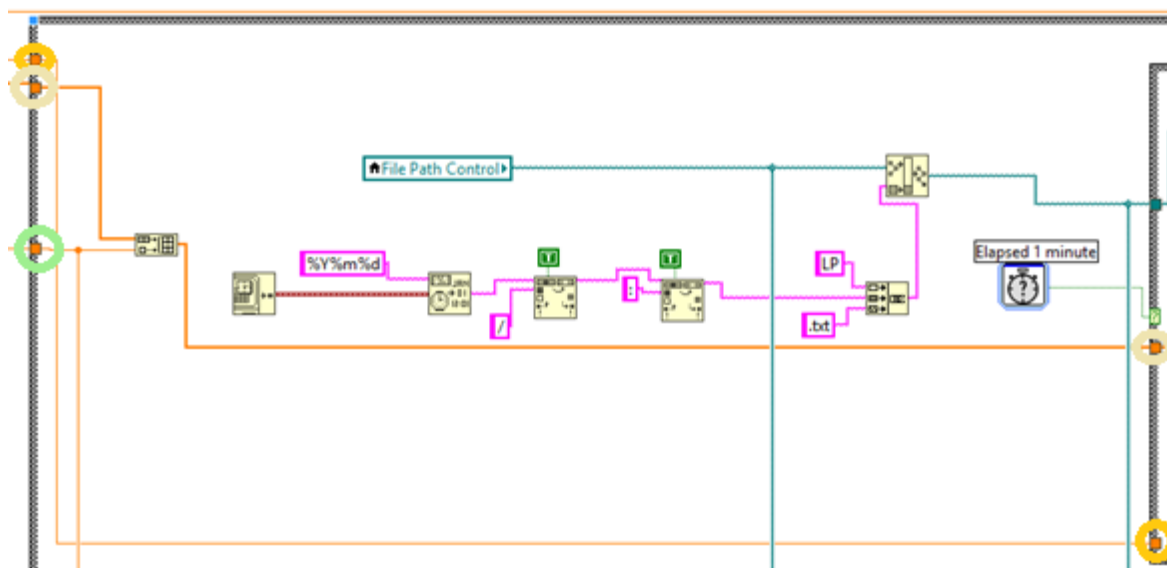 File Path Control
Elapsed 1 minute
%Y%m%d
T
T
LP
:
/
.txt
?
?